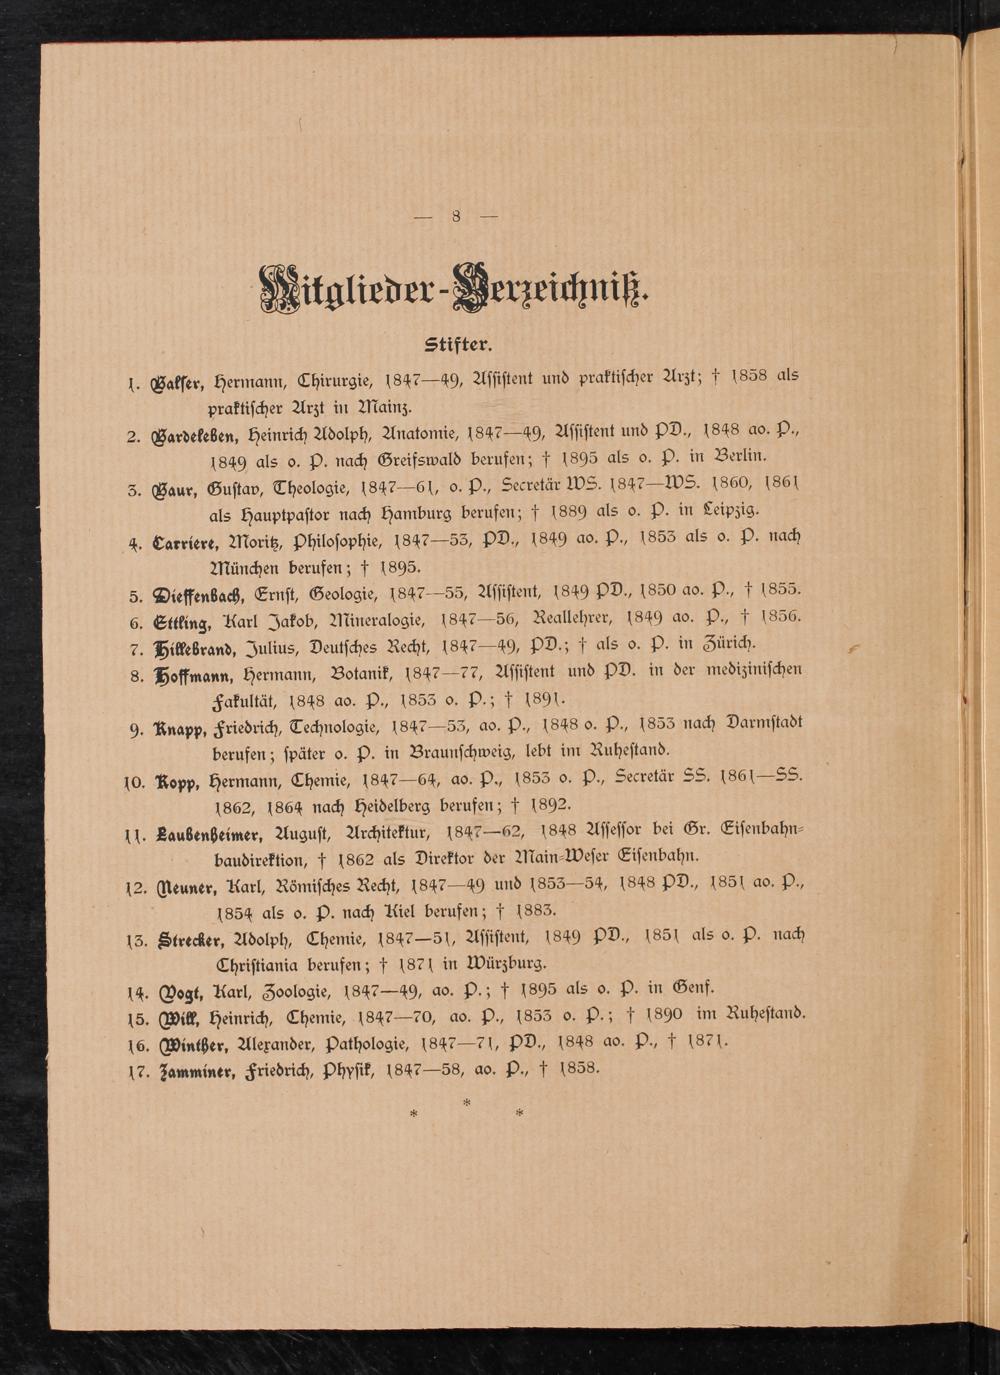 — 8 —
Mitglieder-Verzeichniß.
Stifter.
1. Balser, Hermann, Chirurgie, 1847—49, Assistent und praktischer Arzt; † 1858 als
praktischer Arzt in Mainz.
2. Bardeleben, Heinrich Adolph, Anatomie, 1847—49, Assistent und PD., 1848 ao. P.,
1849 als o. P. nach Greifswald berufen; † 1895 als o. P. in Berlin.
3. Baur, Gustav, Theologie, 1847—61, o. P., Secretär WS. 1847—WS. 1860, 1861
als Hauptpastor nach Hamburg berufen; † 1889 als o. P. in Leipzig.
4. Carriere, Moritz, Philosophie, 1847—53, PD., 1849 ao. P., 1853 als o. P. nach
München berufen; † 1895.
5. Dieffenbach, Ernst, Geologie, 1847—55, Assistent, 1849 PD., 1850 ao. P., † 1855.
6. Ettling, Karl Jakob, Mineralogie, 1847—56, Reallehrer, 1849 ao. P., † 1856.
7. Hillebrand, Julius, Deutsches Recht, 1847—49, PD.; † als o. P. in Zürich.
8. Hoffmann, Hermann, Botanik, 1847—77, Assistent und PD. in der medizinischen
Fakultät, 1848 ao. P., 1853 o. P.; † 1891.
9. Knapp, Friedrich, Technologie, 1847—53, ao. P., 1848 o. P., 1853 nach Darmstadt
berufen; später o. P. in Braunschweig, lebt im Ruhestand.
10. Kopp, Hermann, Chemie, 1847—64, ao. P., 1853 o. P., Secretär SS. 1861—SS.
1862, 1864 nach Heidelberg berufen; † 1892.
11. Laubenheimer, August, Architektur, 1847—62, 1848 Assessor bei Gr. Eisenbahn-
baudirektion, † 1862 als Direktor der Main-Weser Eisenbahn.
12. Neuner, Karl, Römisches Recht, 1847—49 und 1853—54, 1848 PD., 1851 ao. P.,
1854 als o. P. nach Kiel berufen; † 1883.
13. Strecker, Adolph, Chemie, 1847—51, Assistent, 1849 PD., 1851 als o. P. nach
Christiania berufen; † 1871 in Würzburg.
14. Vogt, Karl, Zoologie, 1847—49, ao. P.; † 1895 als o. P. in Genf.
15. Will, Heinrich, Chemie, 1847—70, ao. P., 1853 o. P.; † 1890 im Ruhestand.
16. Winther, Alexander, Pathologie, 1847—71, PD., 1848 ao. P., † 1871.
17. Zamminer, Friedrich, Physik, 1847—58, ao. P., † 1858.
* * *